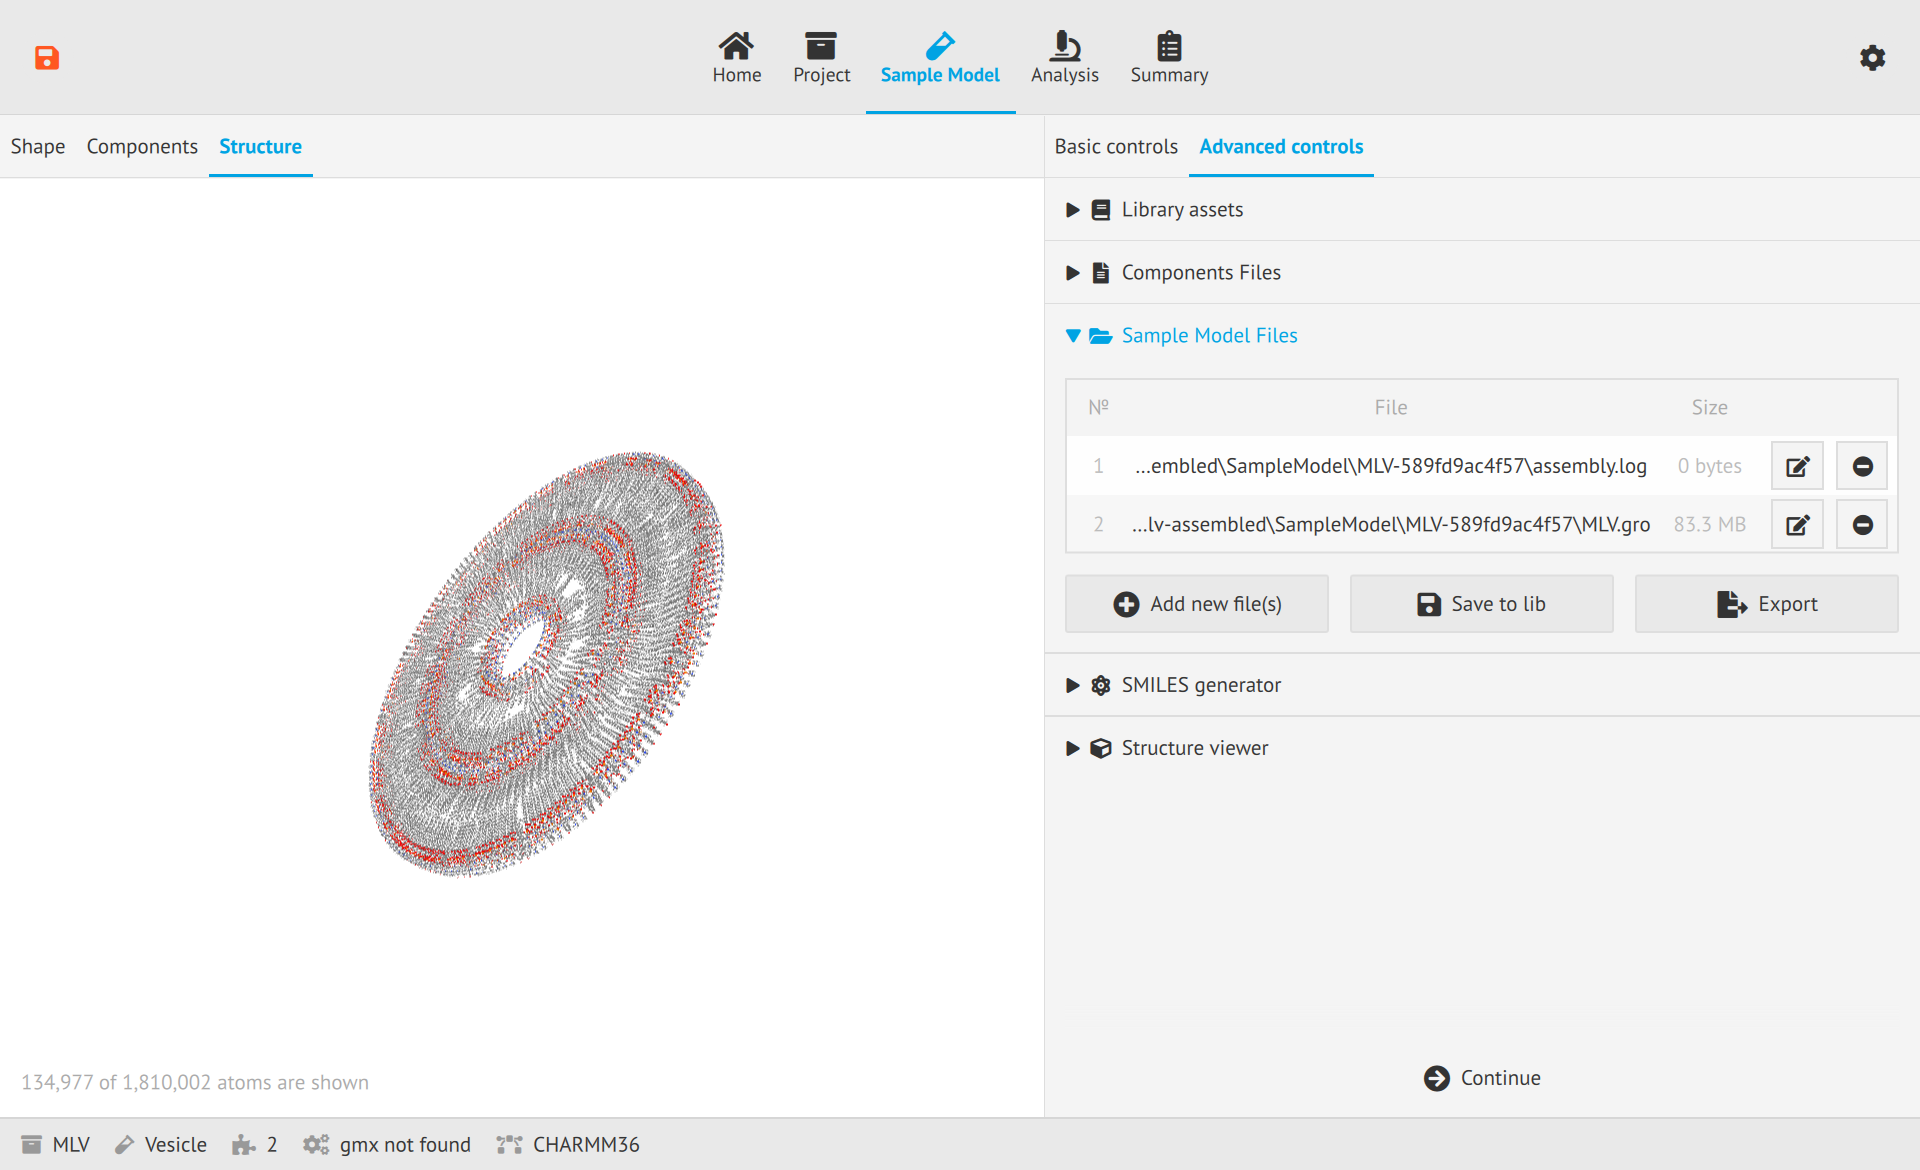 Home Project Sample Model Analysis Summary
Shape Components Structure
Basic controls Advanced controls
Library assets
Components Files
Sample Model Files
Nº File Size
1 ...embled\SampleModel\MLV-589fd9ac4f57\assembly.log 0 bytes
2 ...lv-assembled\SampleModel\MLV-589fd9ac4f57\MLV.gro 83.3 MB
Add new file(s) Save to lib Export
SMILES generator
Structure viewer
134,977 of 1,810,002 atoms are shown
Continue
MLV Vesicle 2 gmx not found CHARMM36